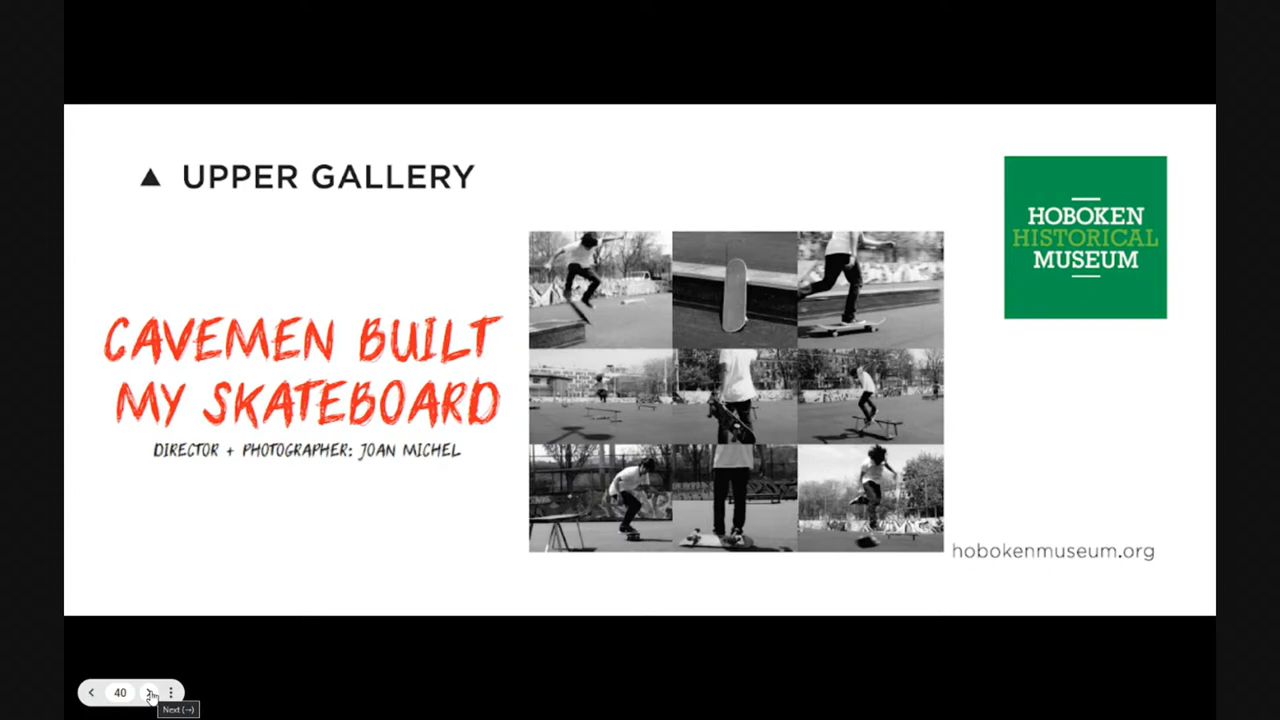 ▲ UPPER GALLERY
HOBOKEN
HISTORICAL
MUSEUM
CAVEMEN BUILT
MY SKATEBOARD
DIRECTOR + PHOTOGRAPHER: JOAN MICHEL
hobokenmuseum.org
40
Next (→)